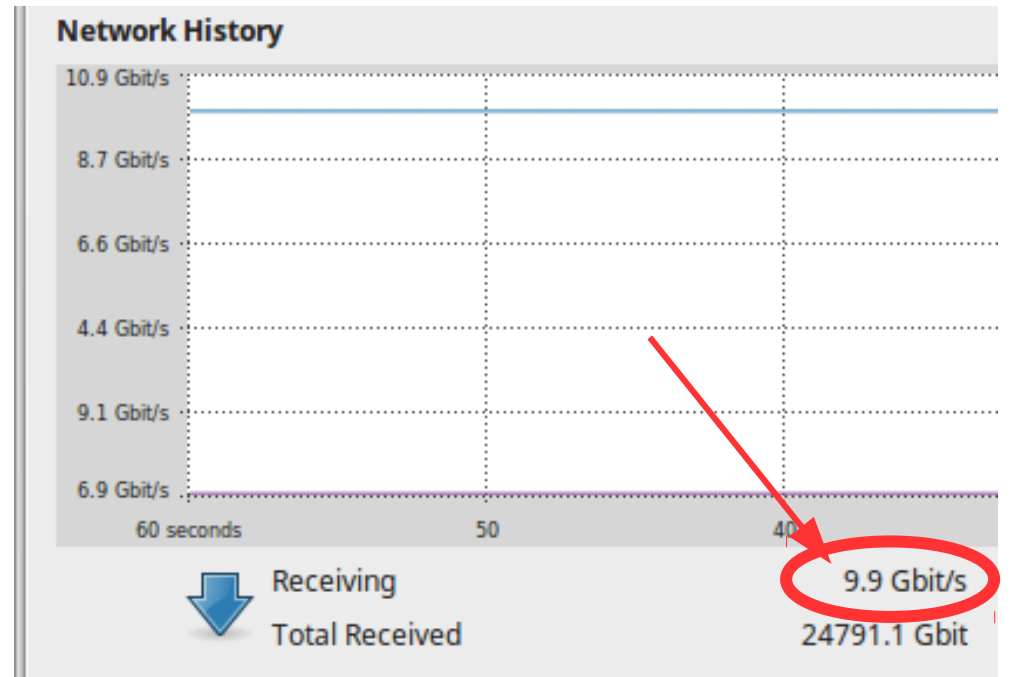 Network History
10.9 Gbit/s
8.7 Gbit/s
6.6 Gbit/s
4.4 Gbit/s
9.1 Gbit/s
6.9 Gbit/s
60 seconds 50 40
Receiving 9.9 Gbit/s
Total Received 24791.1 Gbit